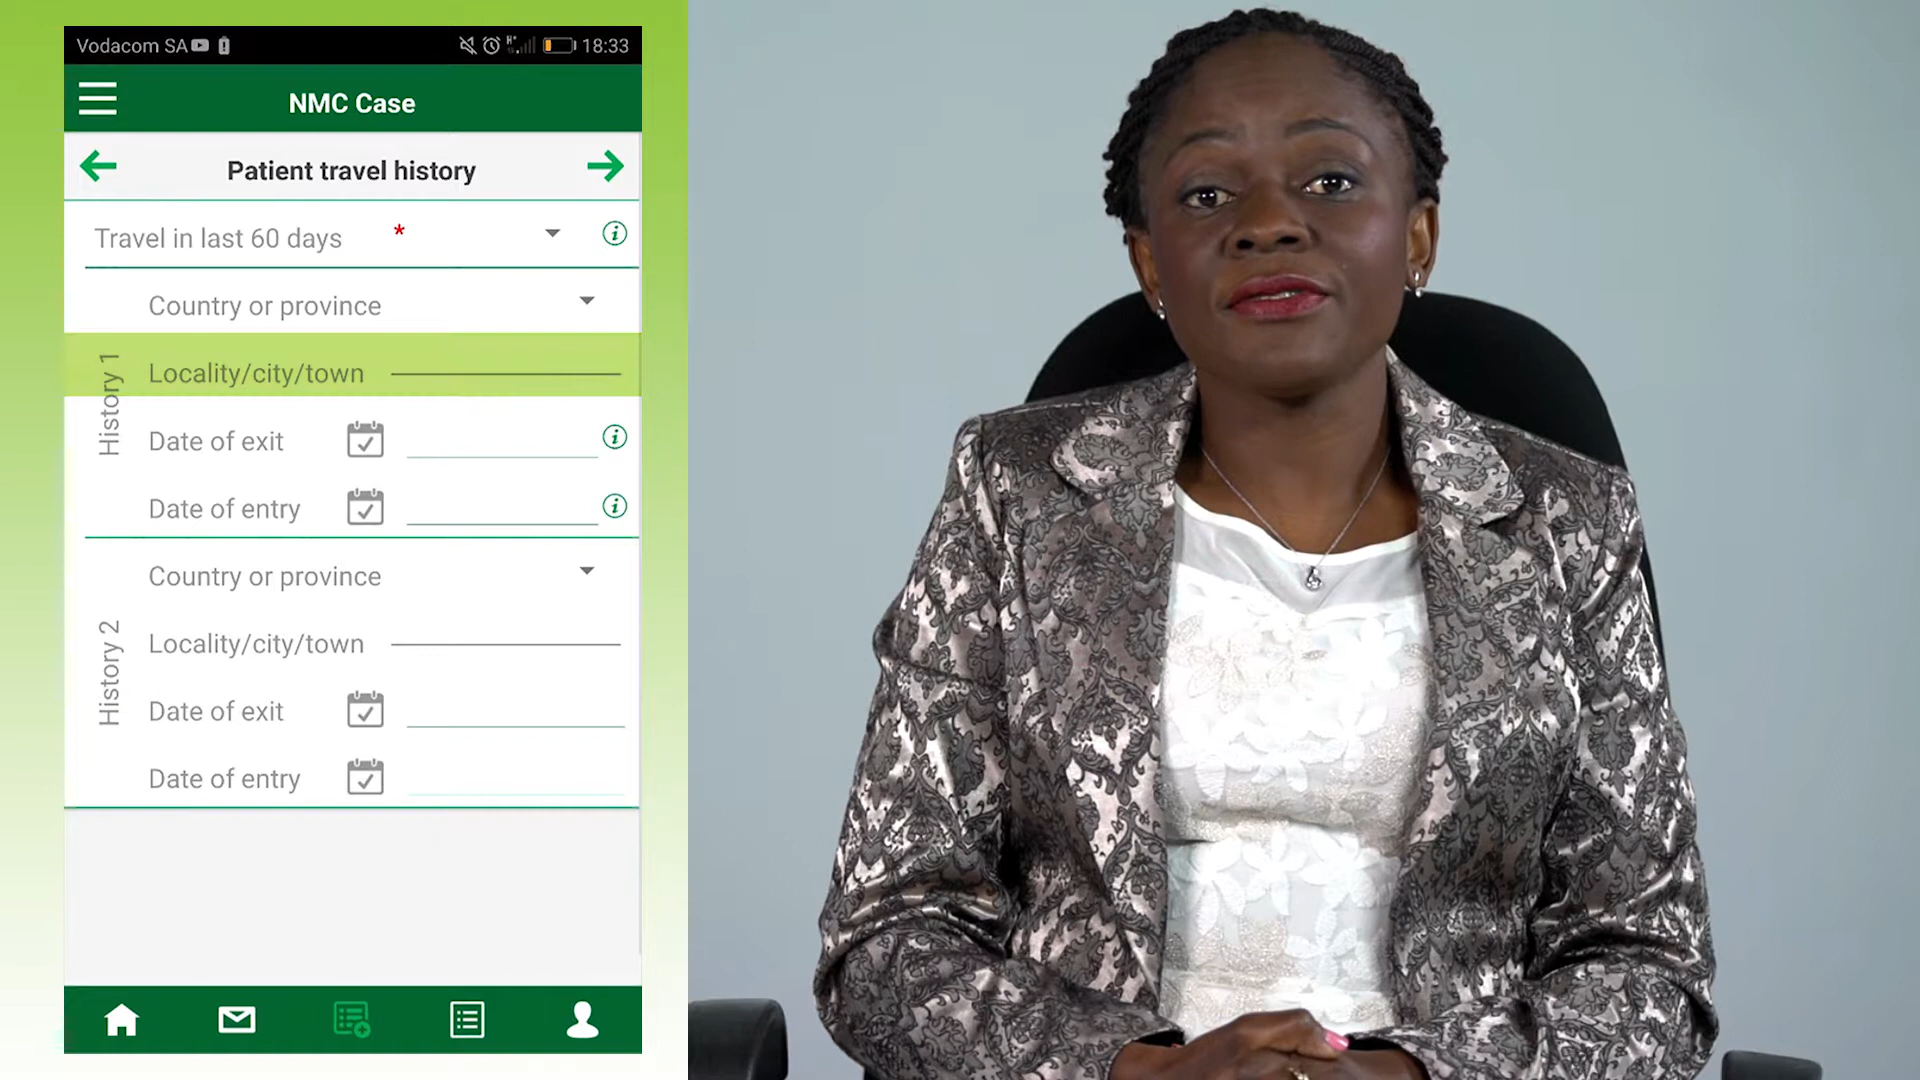 Vodacom SA 18:33
NMC Case
Patient travel history
Travel in last 60 days *
Country or province
History 1
Locality/city/town
Date of exit
Date of entry
Country or province
History 2
Locality/city/town
Date of exit
Date of entry